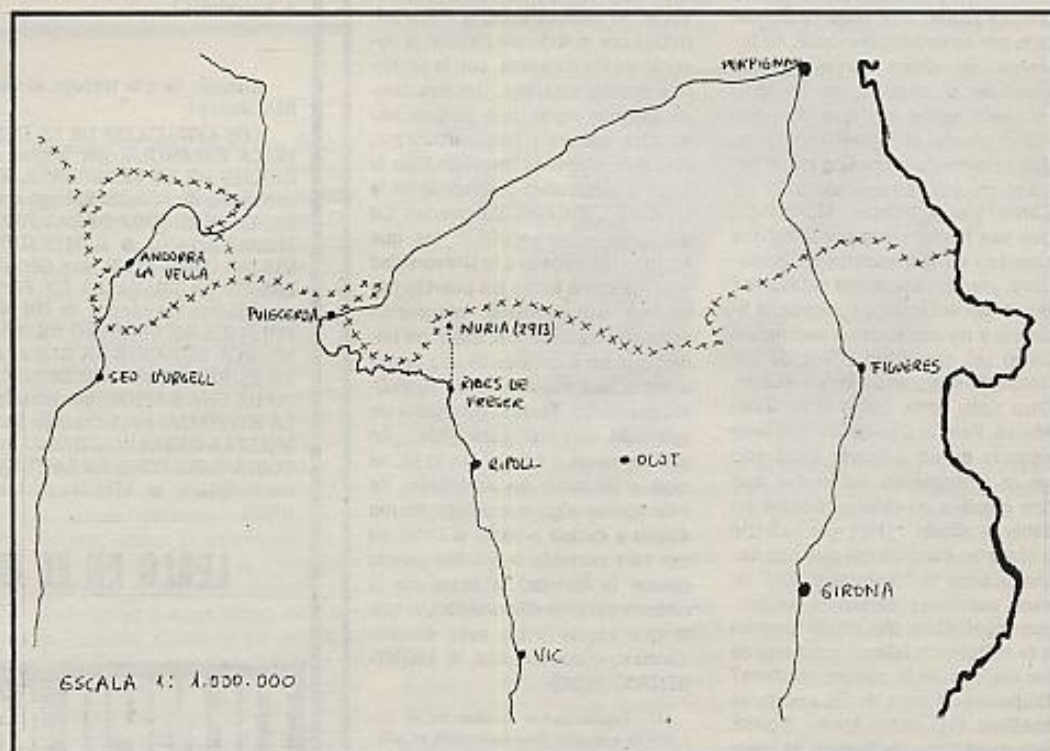 PERPIGNAN
ANDORRA
LA VELLA
PUIGCERDA
NURIA (2913)
SEO D'URGELL
RIBES DE
FRESER
FIGUERES
RIPOLL
OLOT
GIRONA
VIC
ESCALA 1: 1.000.000